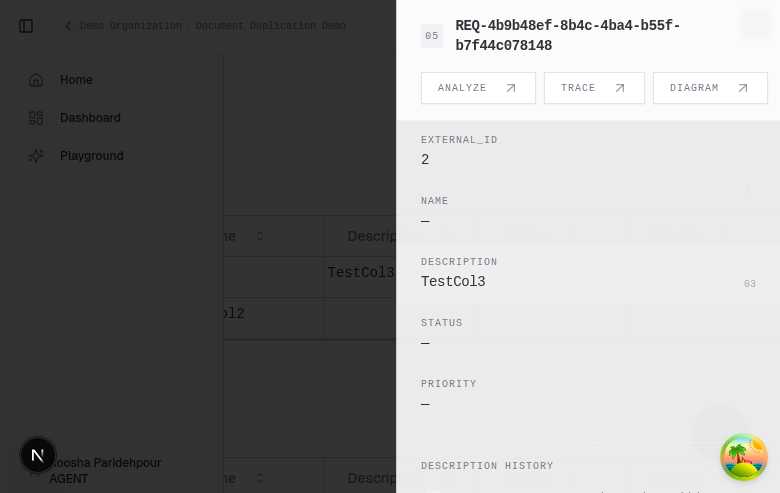 Demo Organization
Document Duplication Demo
Home
Dashboard
Playground
ne
Descrip
TestCol3
ol2
ne
Descrip
Noosha Paridehpour
AGENT
N
05
REQ-4b9b48ef-8b4c-4ba4-b55f-
b7f44c078148
ANALYZE
TRACE
DIAGRAM
EXTERNAL_ID
2
NAME
—
DESCRIPTION
TestCol3
03
STATUS
—
PRIORITY
—
DESCRIPTION HISTORY